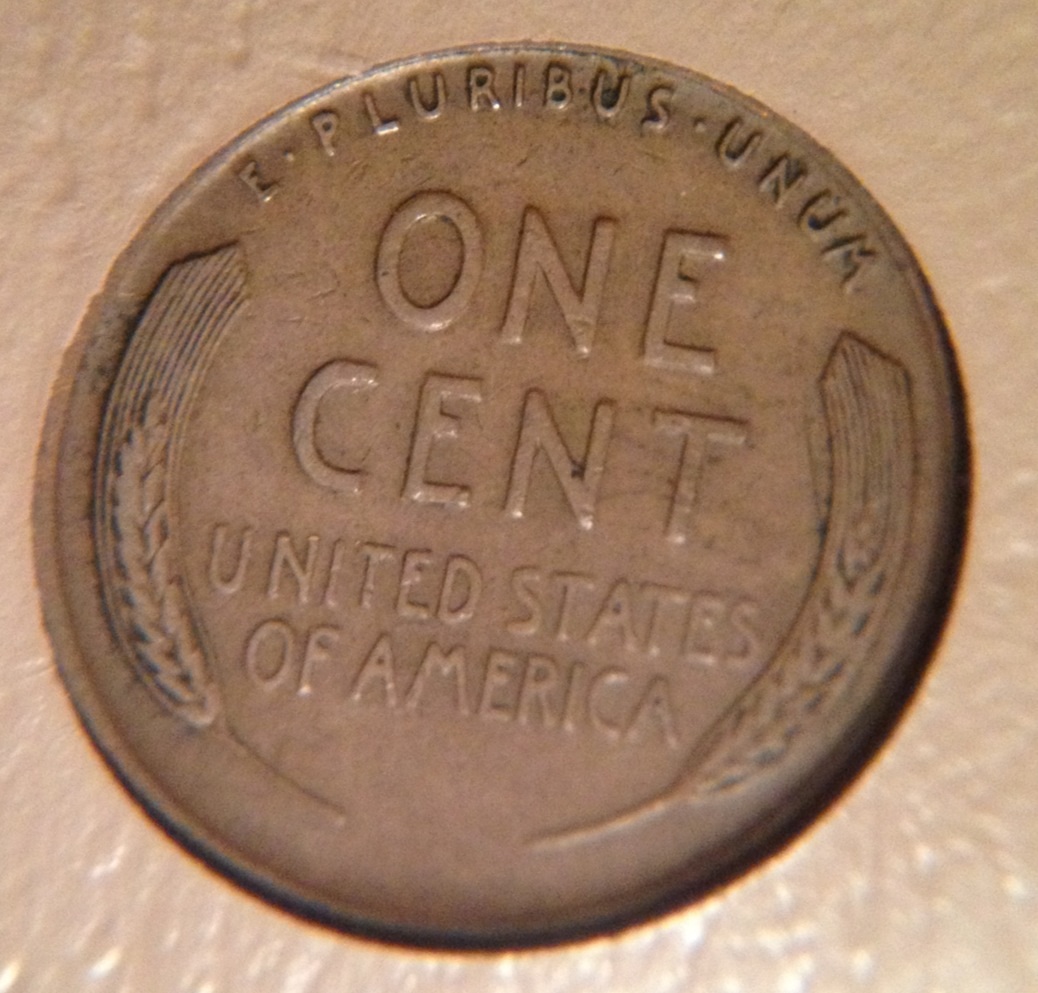 E·PLURIBUS·UNUM
ONE
CENT
UNITED STATES
OF AMERICA